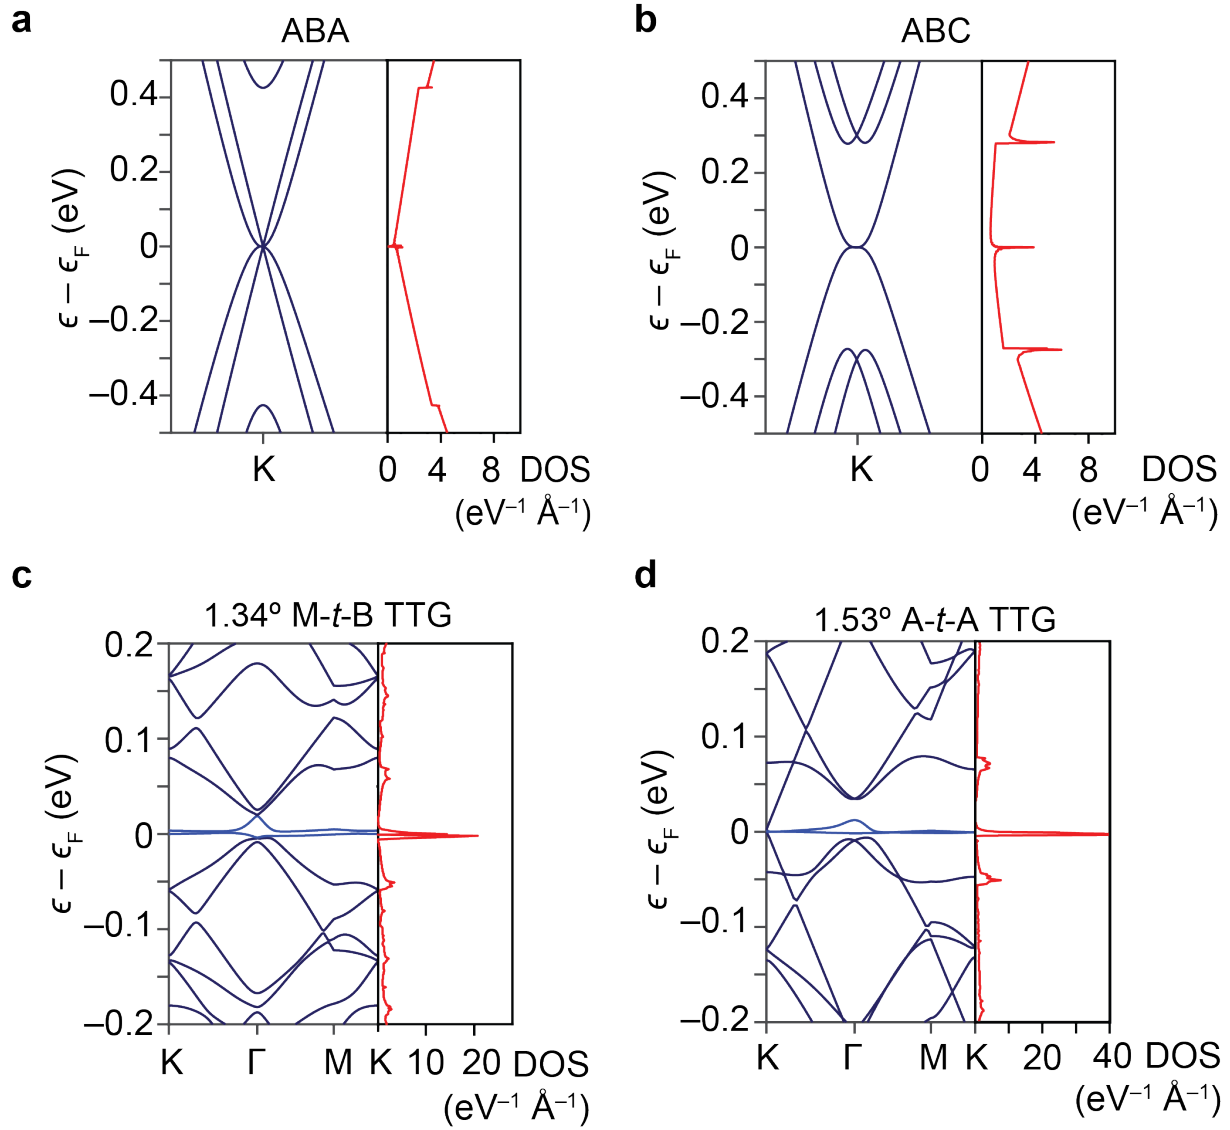 a
ABA
0.4
0.2
0
–0.2
–0.4
ϵ – ϵF (eV)
K
0 4 8 DOS
(eV–1 Å–1)
b
ABC
0.4
0.2
0
–0.2
–0.4
ϵ – ϵF (eV)
K
0 4 8 DOS
(eV–1 Å–1)
c
1.34º M-t-B TTG
0.2
0.1
0
–0.1
–0.2
ϵ – ϵF (eV)
K Γ M K 10 20 DOS
(eV–1 Å–1)
d
1.53º A-t-A TTG
0.2
0.1
0
–0.1
–0.2
ϵ – ϵF (eV)
K Γ M K 20 40 DOS
(eV–1 Å–1)